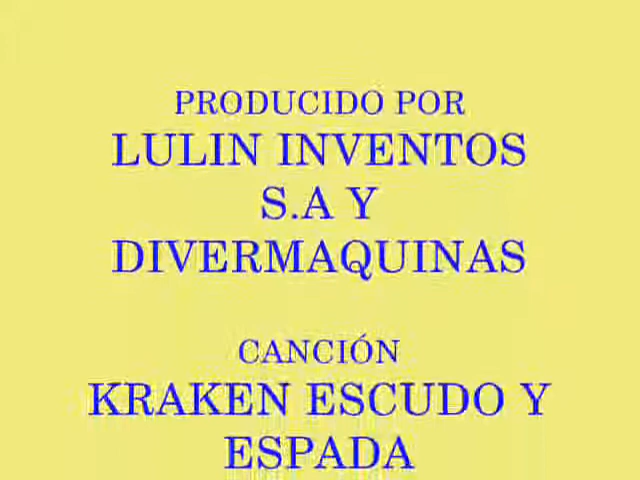 PRODUCIDO POR
LULIN INVENTOS
S.A Y
DIVERMAQUINAS
CANCIÓN
KRAKEN ESCUDO Y
ESPADA